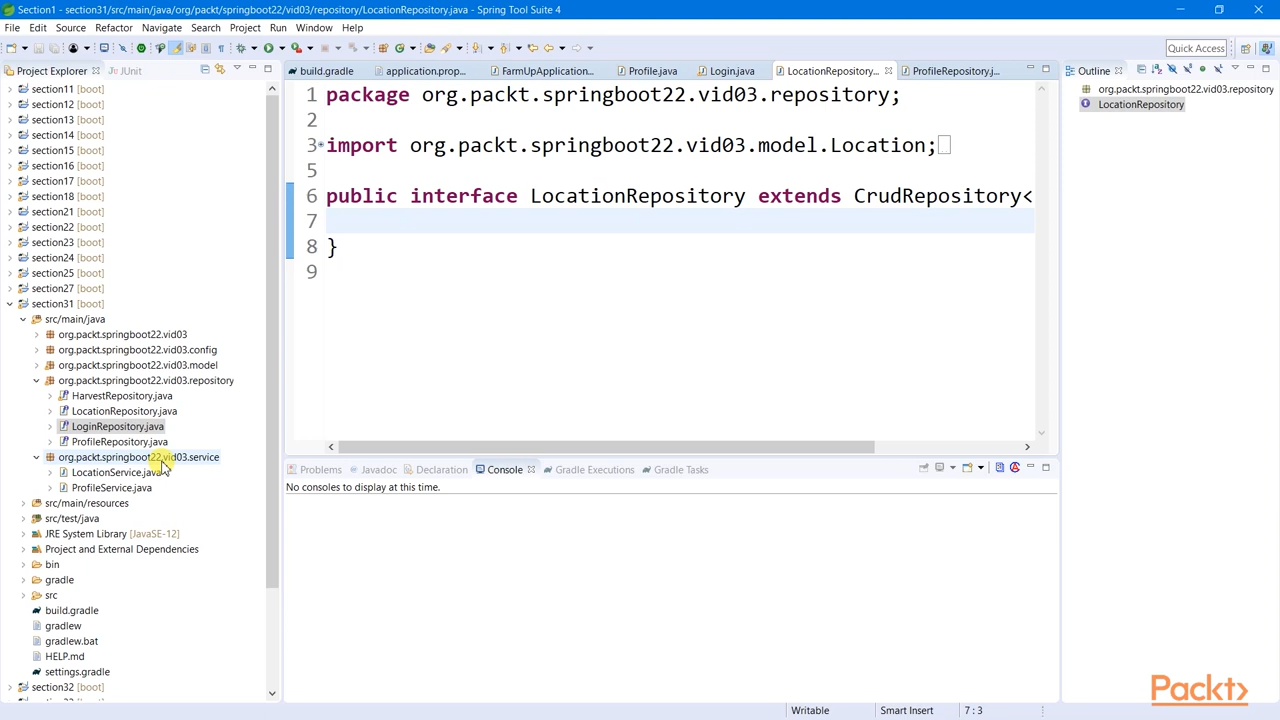 Section1 - section31/src/main/java/org/packt/springboot22/vid03/repository/LocationRepository.java - Spring Tool Suite 4
File Edit Source Refactor Navigate Search Project Run Window Help
Quick Access
Project Explorer JUnit
section11 [boot]
section12 [boot]
section13 [boot]
section14 [boot]
section15 [boot]
section16 [boot]
section17 [boot]
section18 [boot]
section21 [boot]
section22 [boot]
section23 [boot]
section24 [boot]
section25 [boot]
section27 [boot]
section31 [boot]
src/main/java
org.packt.springboot22.vid03
org.packt.springboot22.vid03.config
org.packt.springboot22.vid03.model
org.packt.springboot22.vid03.repository
HarvestRepository.java
LocationRepository.java
LoginRepository.java
ProfileRepository.java
org.packt.springboot22.vid03.service
LocationService.java
ProfileService.java
src/main/resources
src/test/java
JRE System Library [JavaSE-12]
Project and External Dependencies
bin
gradle
src
build.gradle
gradlew
gradlew.bat
HELP.md
settings.gradle
section32 [boot]
build.gradle application.prop... FarmUpApplication... Profile.java Login.java LocationRepository... ProfileRepository.j...
1 package org.packt.springboot22.vid03.repository;
2
3 import org.packt.springboot22.vid03.model.Location;
5
6 public interface LocationRepository extends CrudRepository<
7
8 }
9
Problems Javadoc Declaration Console Gradle Executions Gradle Tasks
No consoles to display at this time.
Outline
org.packt.springboot22.vid03.repository
LocationRepository
Packt>
Writable Smart Insert 7 : 3